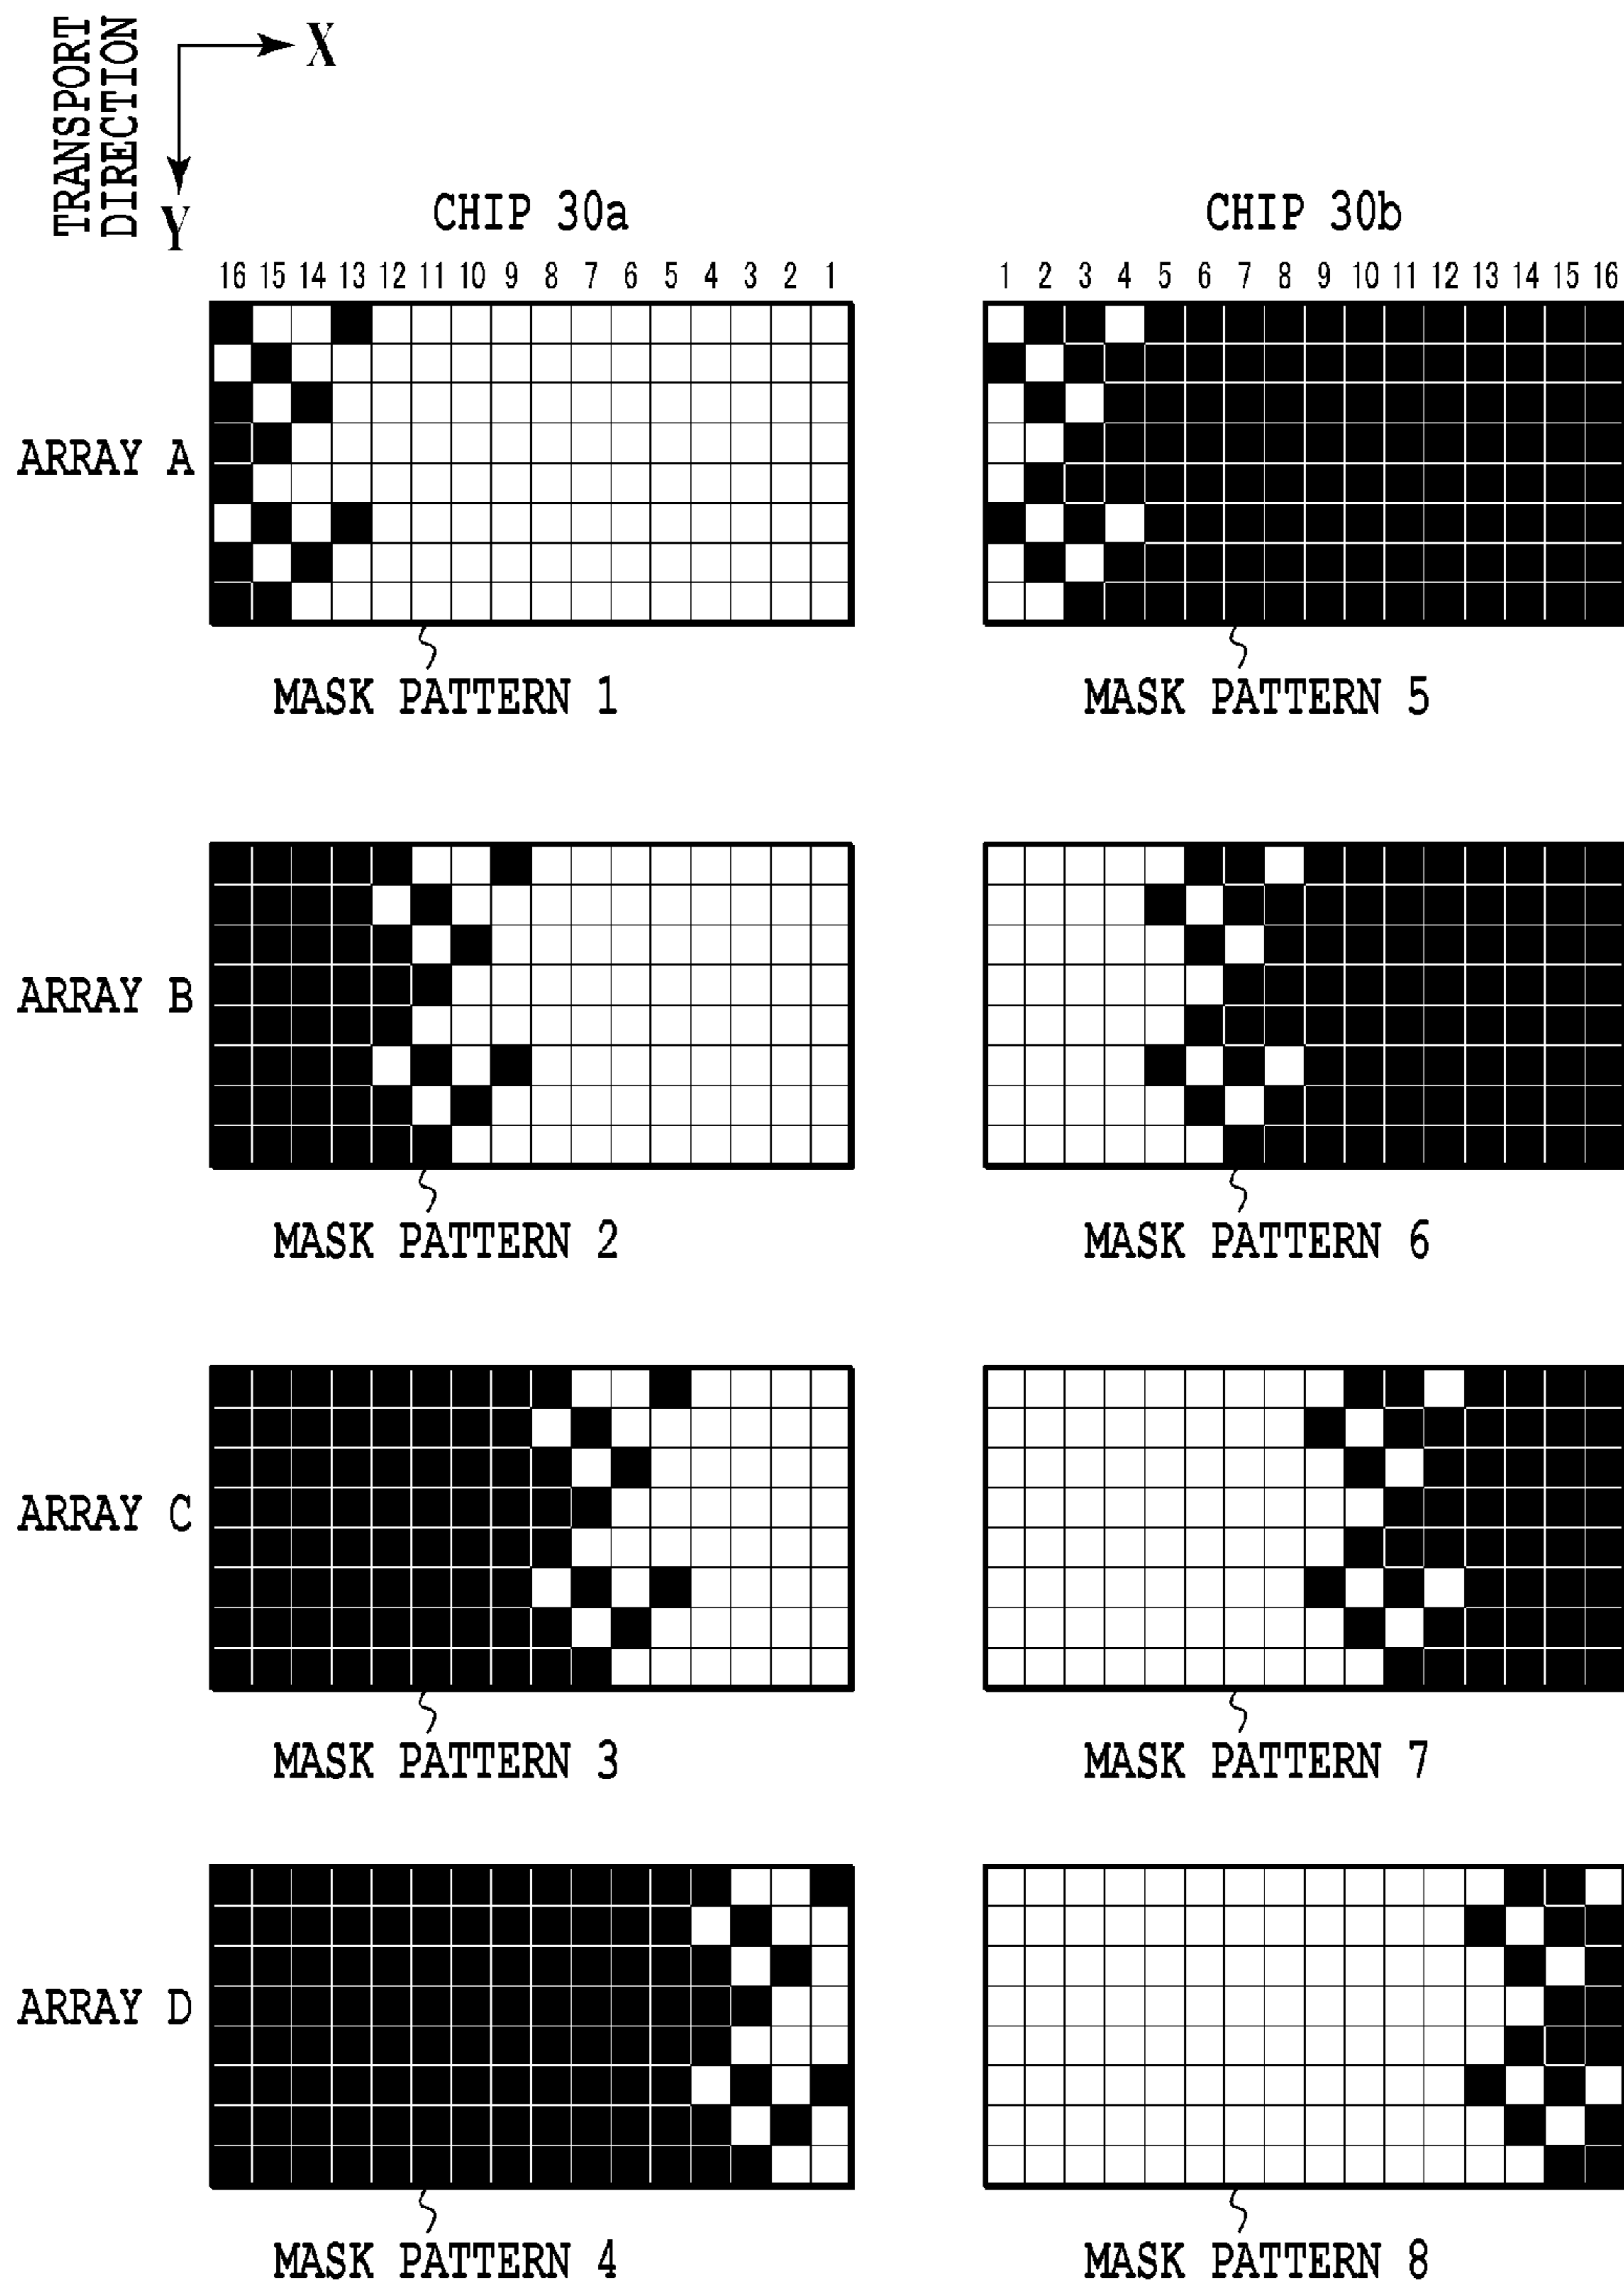 TRANSPORT
DIRECTION
X
Y
CHIP 30a
CHIP 30b
16 15 14 13 12 11 10 9 8 7 6 5 4 3 2 1
1 2 3 4 5 6 7 8 9 10 11 12 13 14 15 16
ARRAY A
MASK PATTERN 1
MASK PATTERN 5
ARRAY B
MASK PATTERN 2
MASK PATTERN 6
ARRAY C
MASK PATTERN 3
MASK PATTERN 7
ARRAY D
MASK PATTERN 4
MASK PATTERN 8